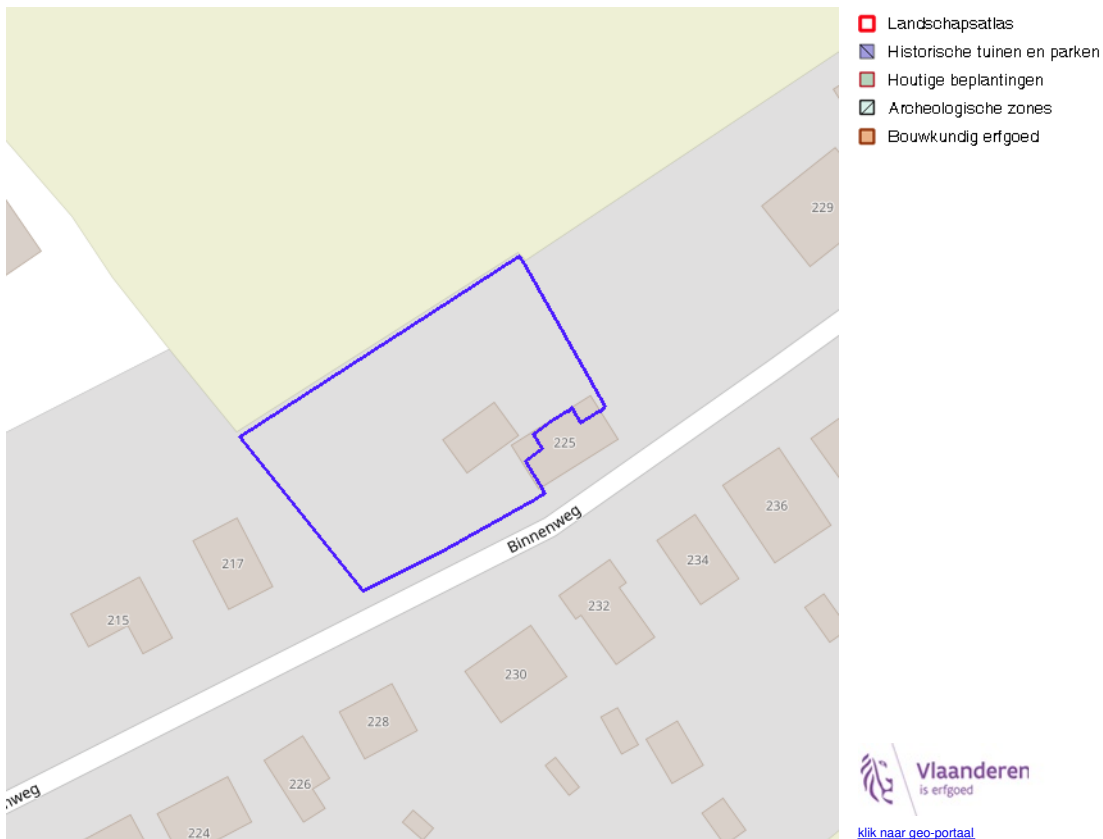 Landschapsatlas
Historische tuinen en parken
Houtige beplantingen
Archeologische zones
Bouwkundig erfgoed
229
225
Binnenweg
236
217
234
215
232
230
228
226
nweg
224
Vlaanderen
is erfgoed
klik naar geo-portaal